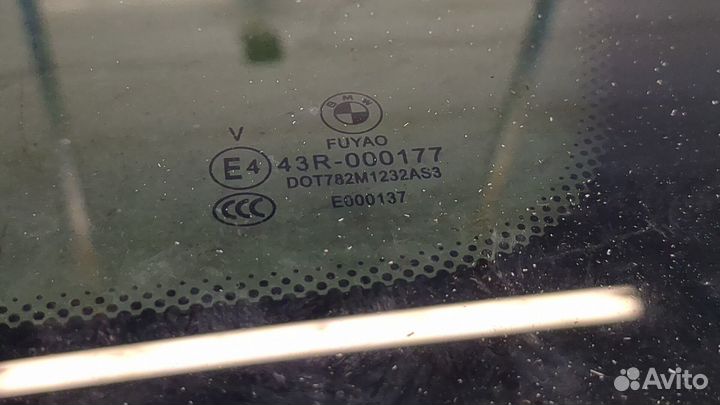 BMW
FUYAO
V
E4 43R-000177
DOT782M1232AS3
CCC E000137
Avito